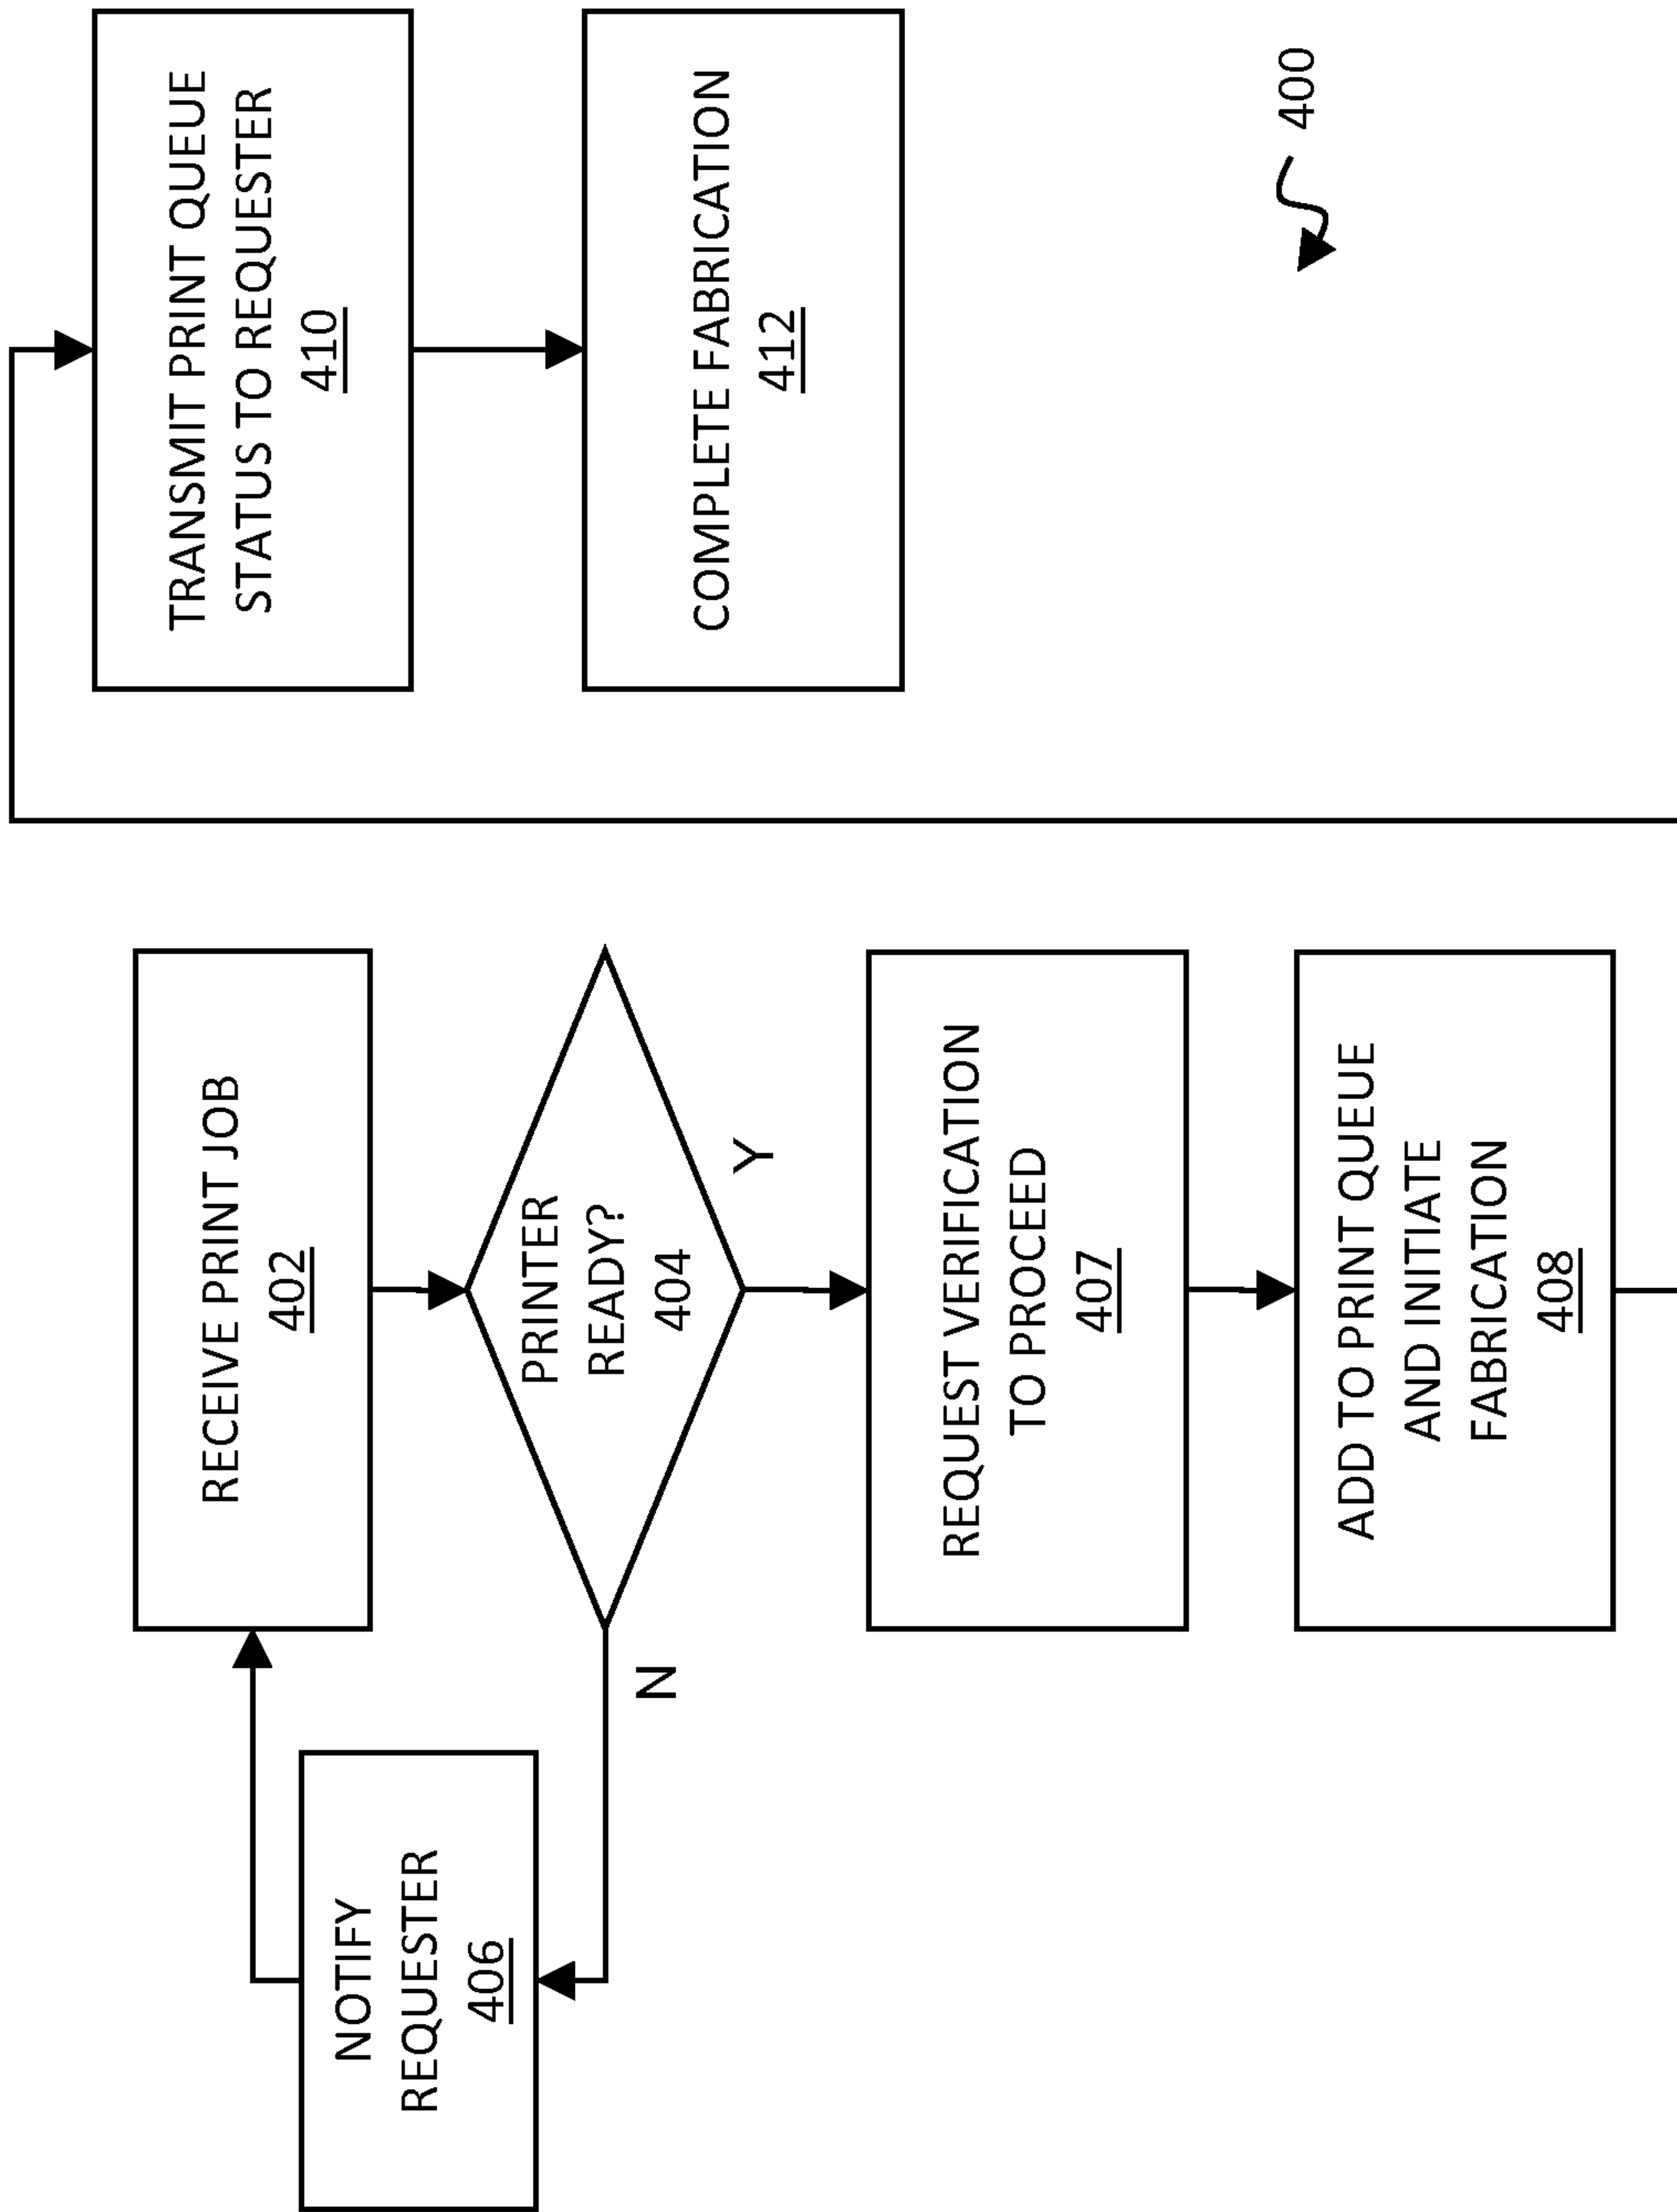 NOTIFY
REQUESTER
406
RECEIVE PRINT JOB
402
PRINTER
READY?
404
N
Y
REQUEST VERIFICATION
TO PROCEED
407
ADD TO PRINT QUEUE
AND INITIATE
FABRICATION
408
TRANSMIT PRINT QUEUE
STATUS TO REQUESTER
410
COMPLETE FABRICATION
412
400